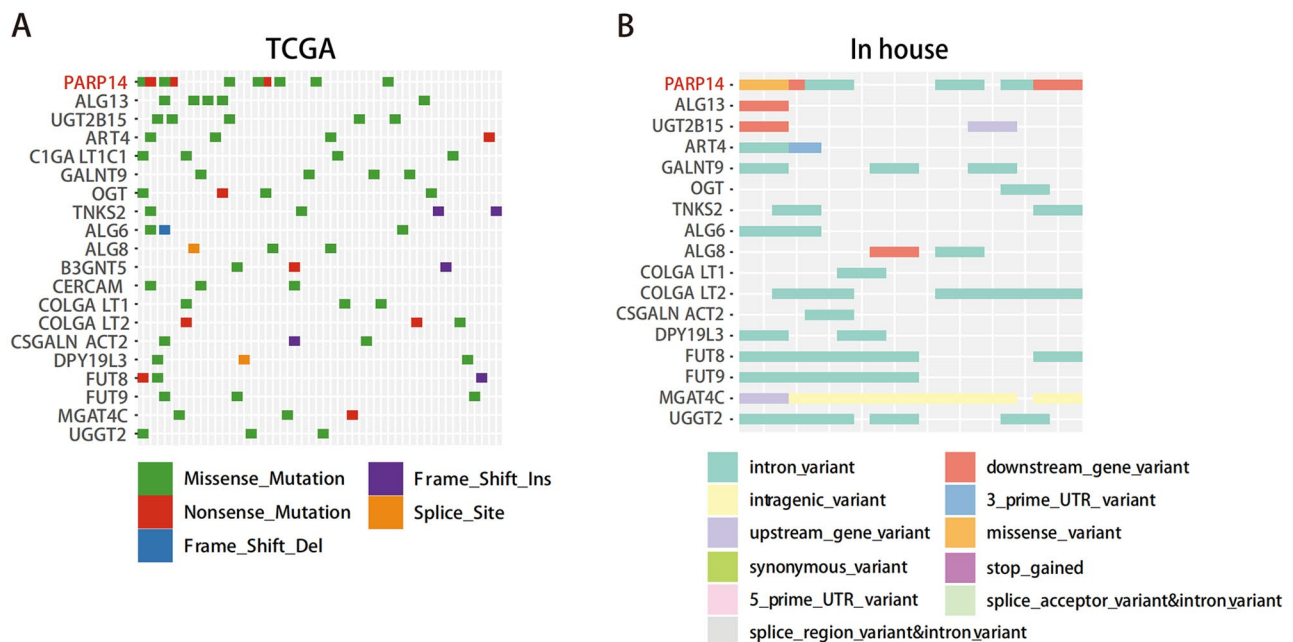 A
TCGA
PARP14
ALG13
UGT2B15
ART4
C1GA LT1C1
GALNT9
OGT
TNKS2
ALG6
ALG8
B3GNT5
CERCAM
COLGA LT1
COLGA LT2
CSGALN ACT2
DPY19L3
FUT8
FUT9
MGAT4C
UGGT2
Missense_Mutation
Nonsense_Mutation
Frame_Shift_Del
Frame_Shift_Ins
Splice_Site
B
In house
PARP14
ALG13
UGT2B15
ART4
GALNT9
OGT
TNKS2
ALG6
ALG8
COLGA LT1
COLGA LT2
CSGALN ACT2
DPY19L3
FUT8
FUT9
MGAT4C
UGGT2
intron_variant
intragenic_variant
upstream_gene_variant
synonymous_variant
5_prime_UTR_variant
splice_region_variant&intron_variant
downstream_gene_variant
3_prime_UTR_variant
missense_variant
stop_gained
splice_acceptor_variant&intron_variant